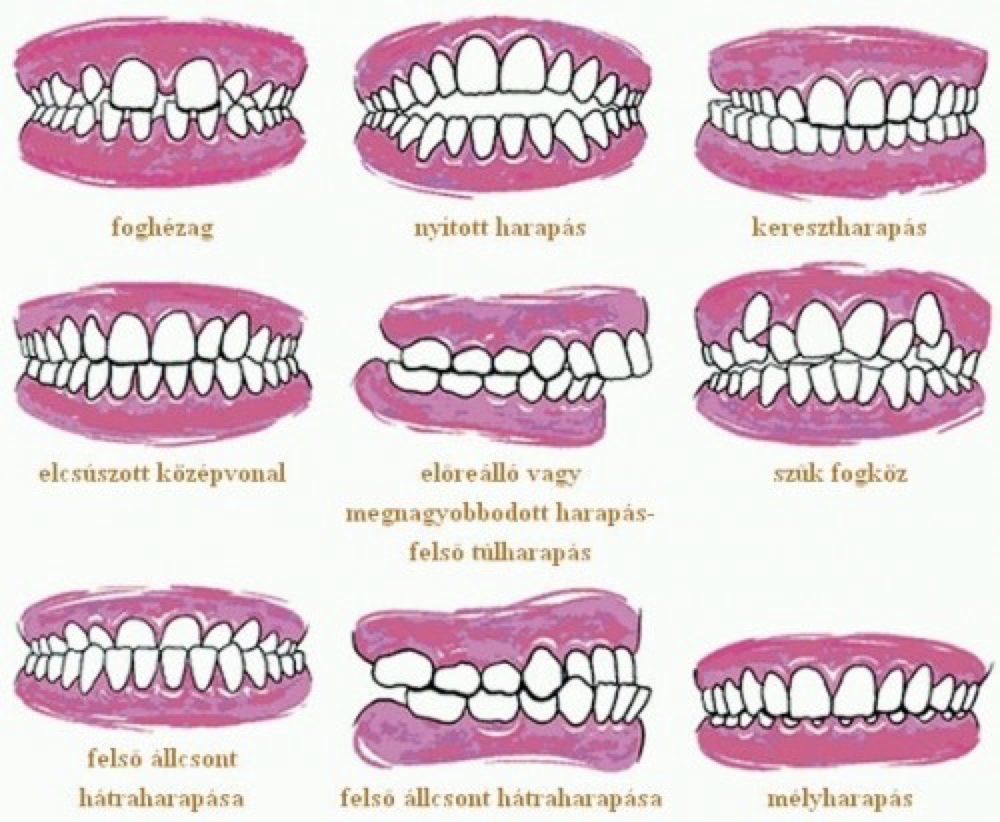 foghézag
nyitott harapás
keresztharapás
elcsúszott középvonal
előreálló vagy
megnagyobbodott harapás-
felső túlharapás
szűk fogköz
felső állcsont
hátraharapása
felső állcsont hátraharapása
mélyharapás